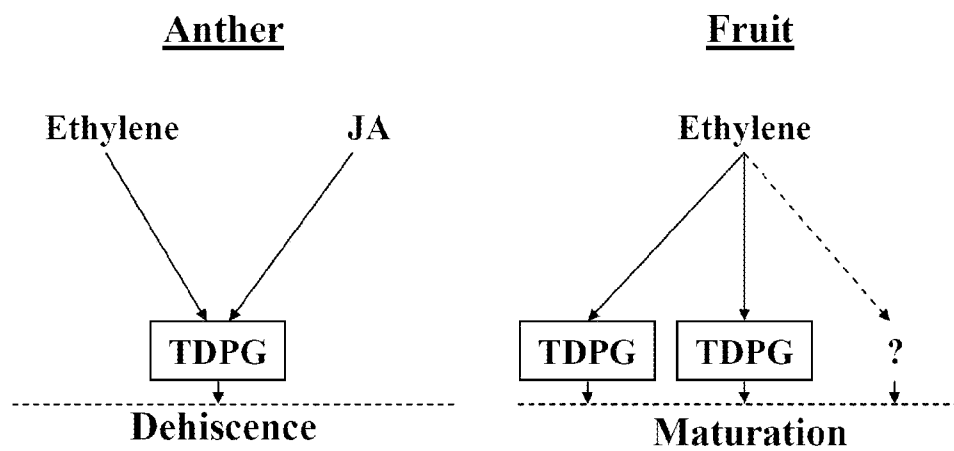 Anther
Ethylene JA
TDPG
Dehiscence
Fruit
Ethylene
TDPG TDPG ?
Maturation